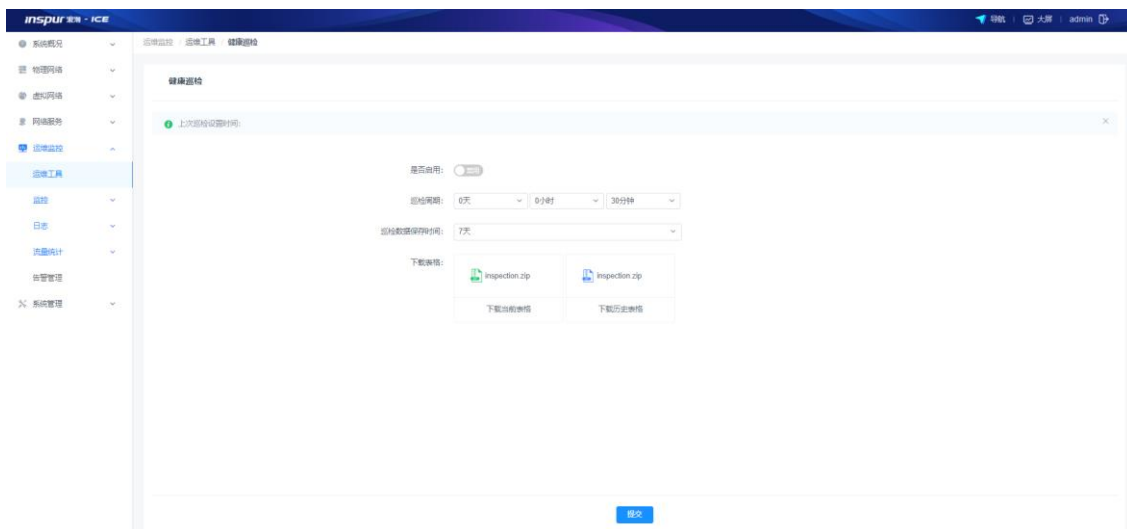 inspur 浪潮 - ICE
导航 大屏 admin
系统概况
物理网络
虚拟网络
网络服务
运维监控
运维工具
监控
日志
流量统计
告警管理
系统管理
运维监控 / 运维工具 / 健康巡检
健康巡检
上次巡检设置时间:
是否启用: 禁用
巡检周期: 0天 0小时 30分钟
巡检数据保存时间: 7天
下载表格:
inspection.zip inspection.zip
下载当前表格 下载历史表格
提交